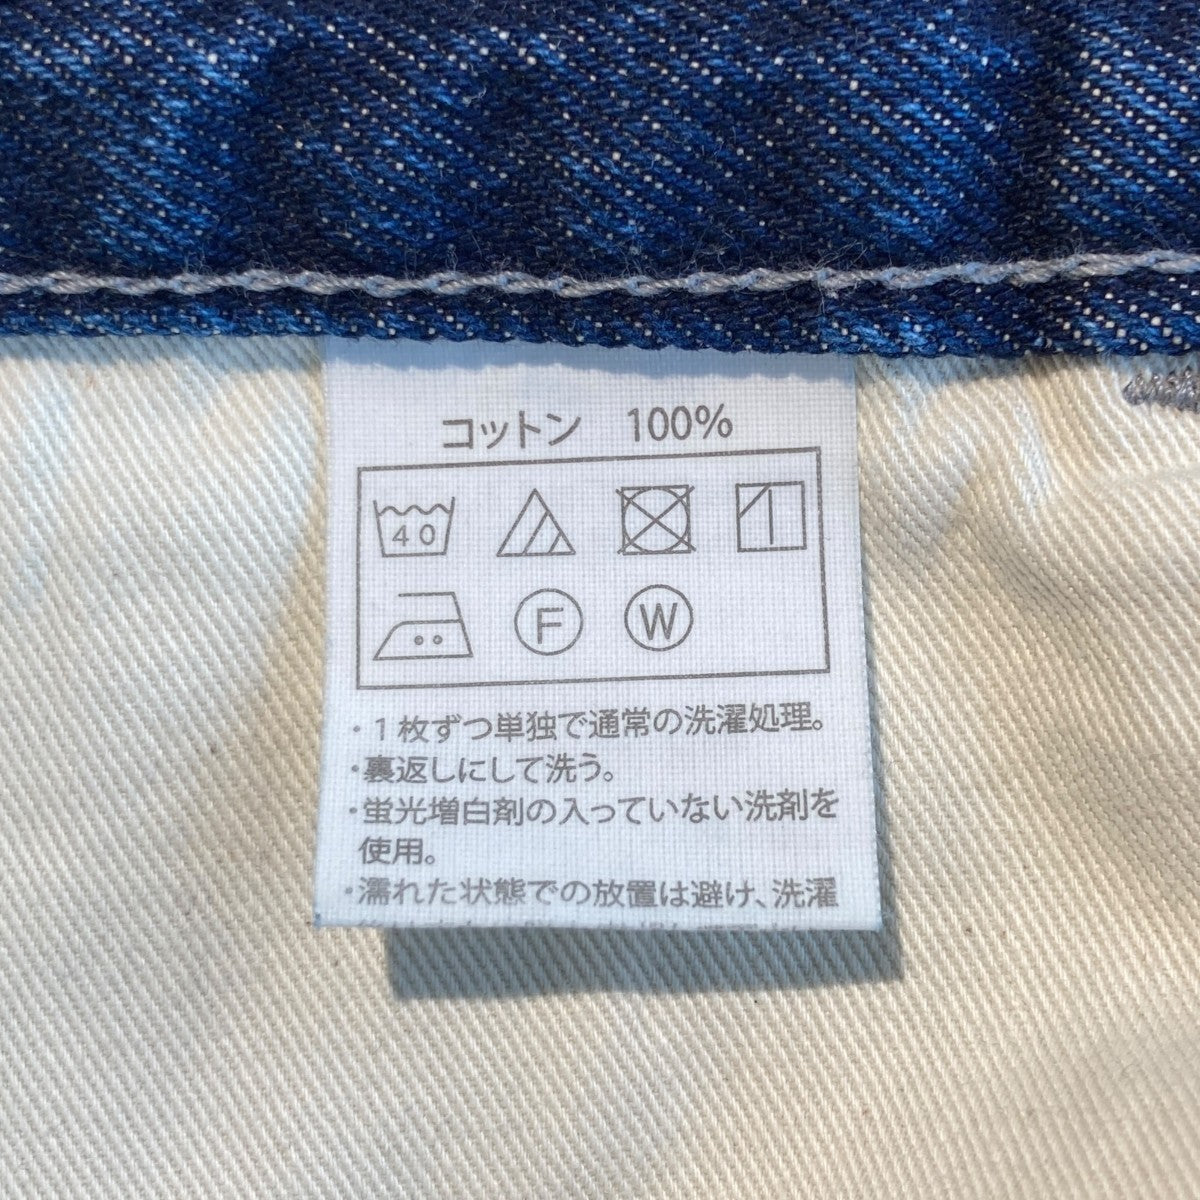 コットン 100%
40
F W
・1枚ずつ単独で通常の洗濯処理。
・裏返しにして洗う。
・蛍光増白剤の入っていない洗剤を
使用。
・濡れた状態での放置は避け、洗濯